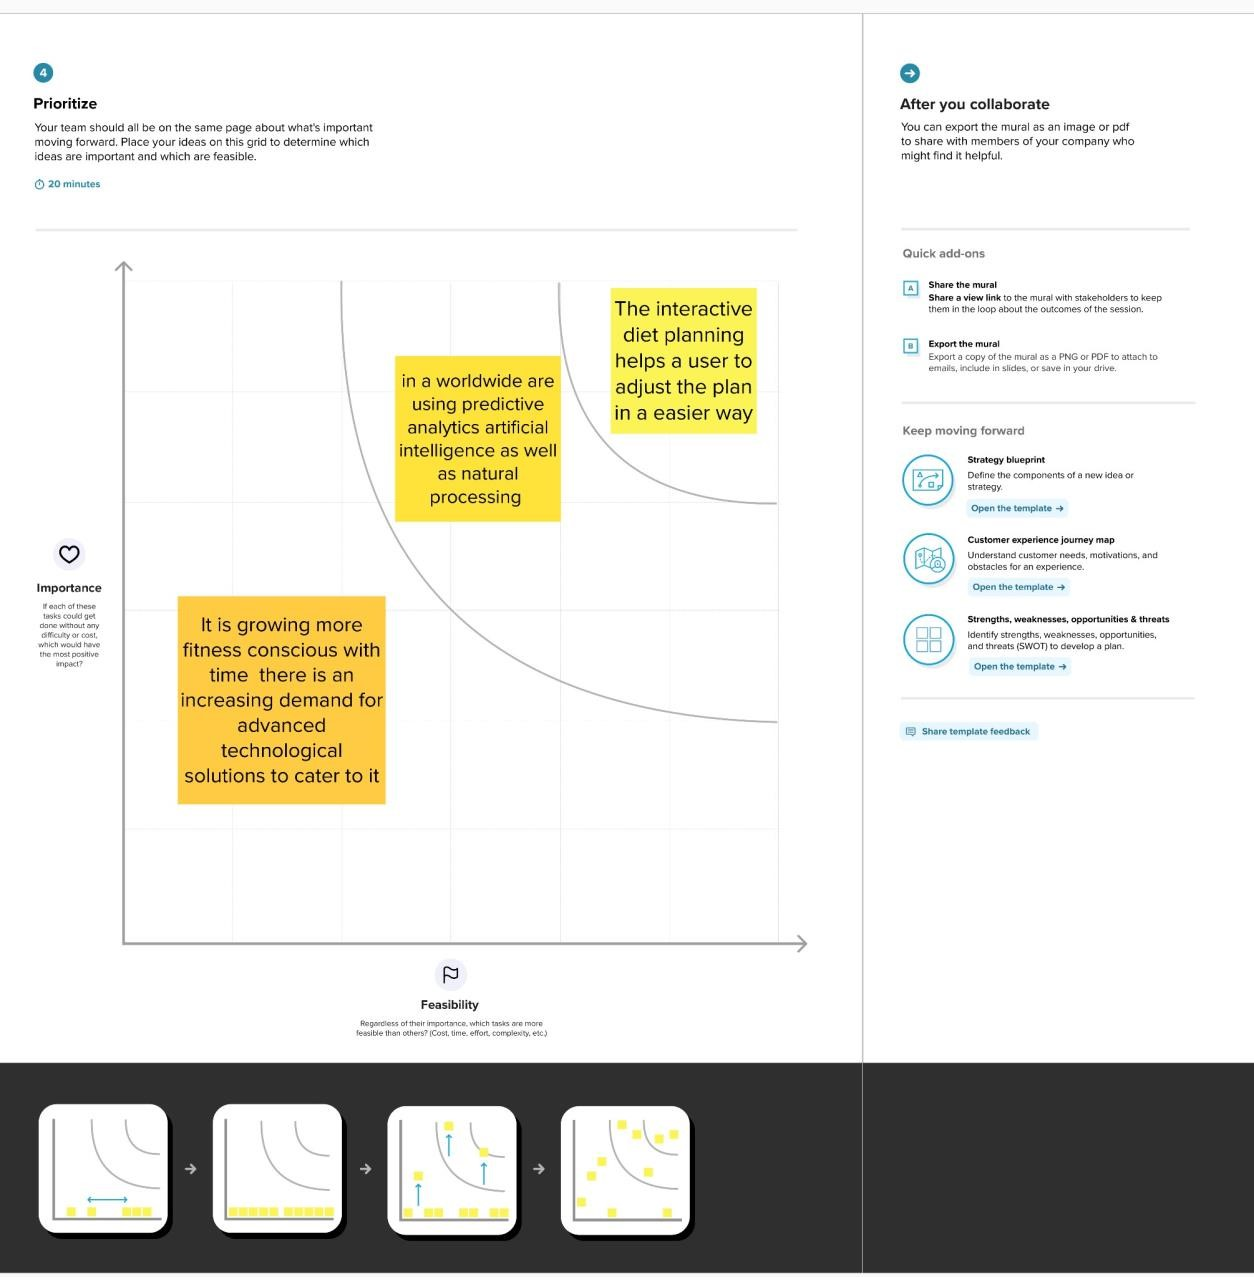 4
Prioritize
Your team should all be on the same page about what's important
moving forward. Place your ideas on this grid to determine which
ideas are important and which are feasible.
20 minutes
The interactive
diet planning
helps a user to
adjust the plan
in a easier way
in a worldwide are
using predictive
analytics artificial
intelligence as well
as natural
processing
Importance
If each of these
tasks could get
done without any
difficulty or cost,
which would have
the most positive
impact?
It is growing more
fitness conscious with
time there is an
increasing demand for
advanced
technological
solutions to cater to it
Feasibility
Regardless of their importance, which tasks are more
feasible than others? (Cost, time, effort, complexity, etc.)
After you collaborate
You can export the mural as an image or pdf
to share with members of your company who
might find it helpful.
Quick add-ons
A
Share the mural
Share a view link to the mural with stakeholders to keep
them in the loop about the outcomes of the session.
B
Export the mural
Export a copy of the mural as a PNG or PDF to attach to
emails, include in slides, or save in your drive.
Keep moving forward
Strategy blueprint
Define the components of a new idea or
strategy.
Open the template →
Customer experience journey map
Understand customer needs, motivations, and
obstacles for an experience.
Open the template →
Strengths, weaknesses, opportunities & threats
Identify strengths, weaknesses, opportunities,
and threats (SWOT) to develop a plan.
Open the template →
Share template feedback